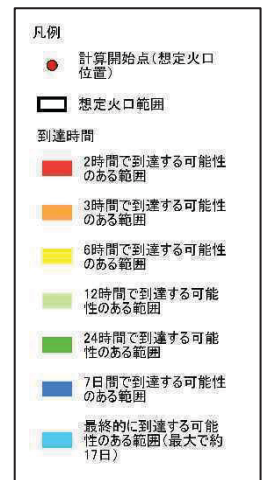 凡例
計算開始点(想定火口
位置)
想定火口範囲
到達時間
2時間で到達する可能性
のある範囲
3時間で到達する可能性
のある範囲
6時間で到達する可能性
のある範囲
12時間で到達する可能
性のある範囲
24時間で到達する可能
性のある範囲
7日間で到達する可能性
のある範囲
最終的に到達する可能
性のある範囲(最大で約
17日)